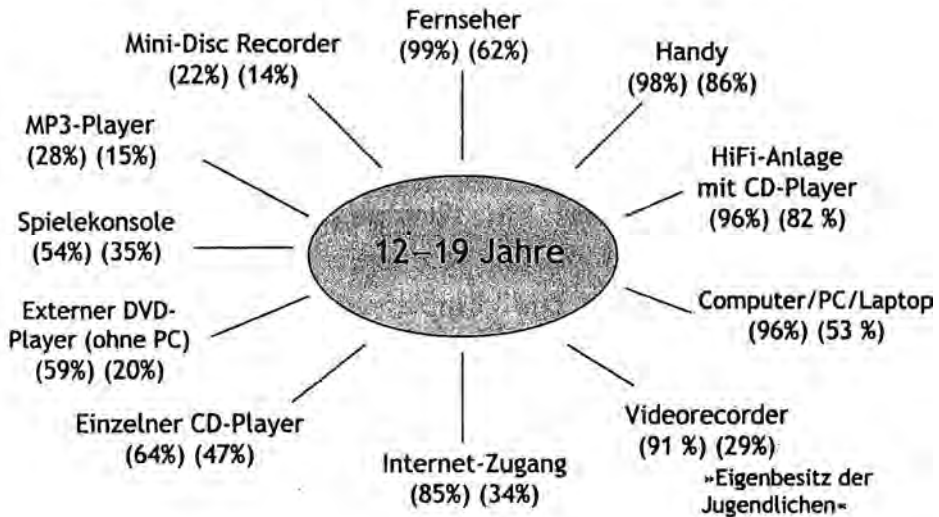 Fernseher
(99%) (62%)
Handy
(98%) (86%)
HiFi-Anlage
mit CD-Player
(96%) (82 %)
Computer/PC/Laptop
(96%) (53 %)
Videorecorder
(91 %) (29%)
»Eigenbesitz der
Jugendlichen«
Internet-Zugang
(85%) (34%)
Einzelner CD-Player
(64%) (47%)
Externer DVD-
Player (ohne PC)
(59%) (20%)
Spielekonsole
(54%) (35%)
MP3-Player
(28%) (15%)
Mini-Disc Recorder
(22%) (14%)
12–19 Jahre